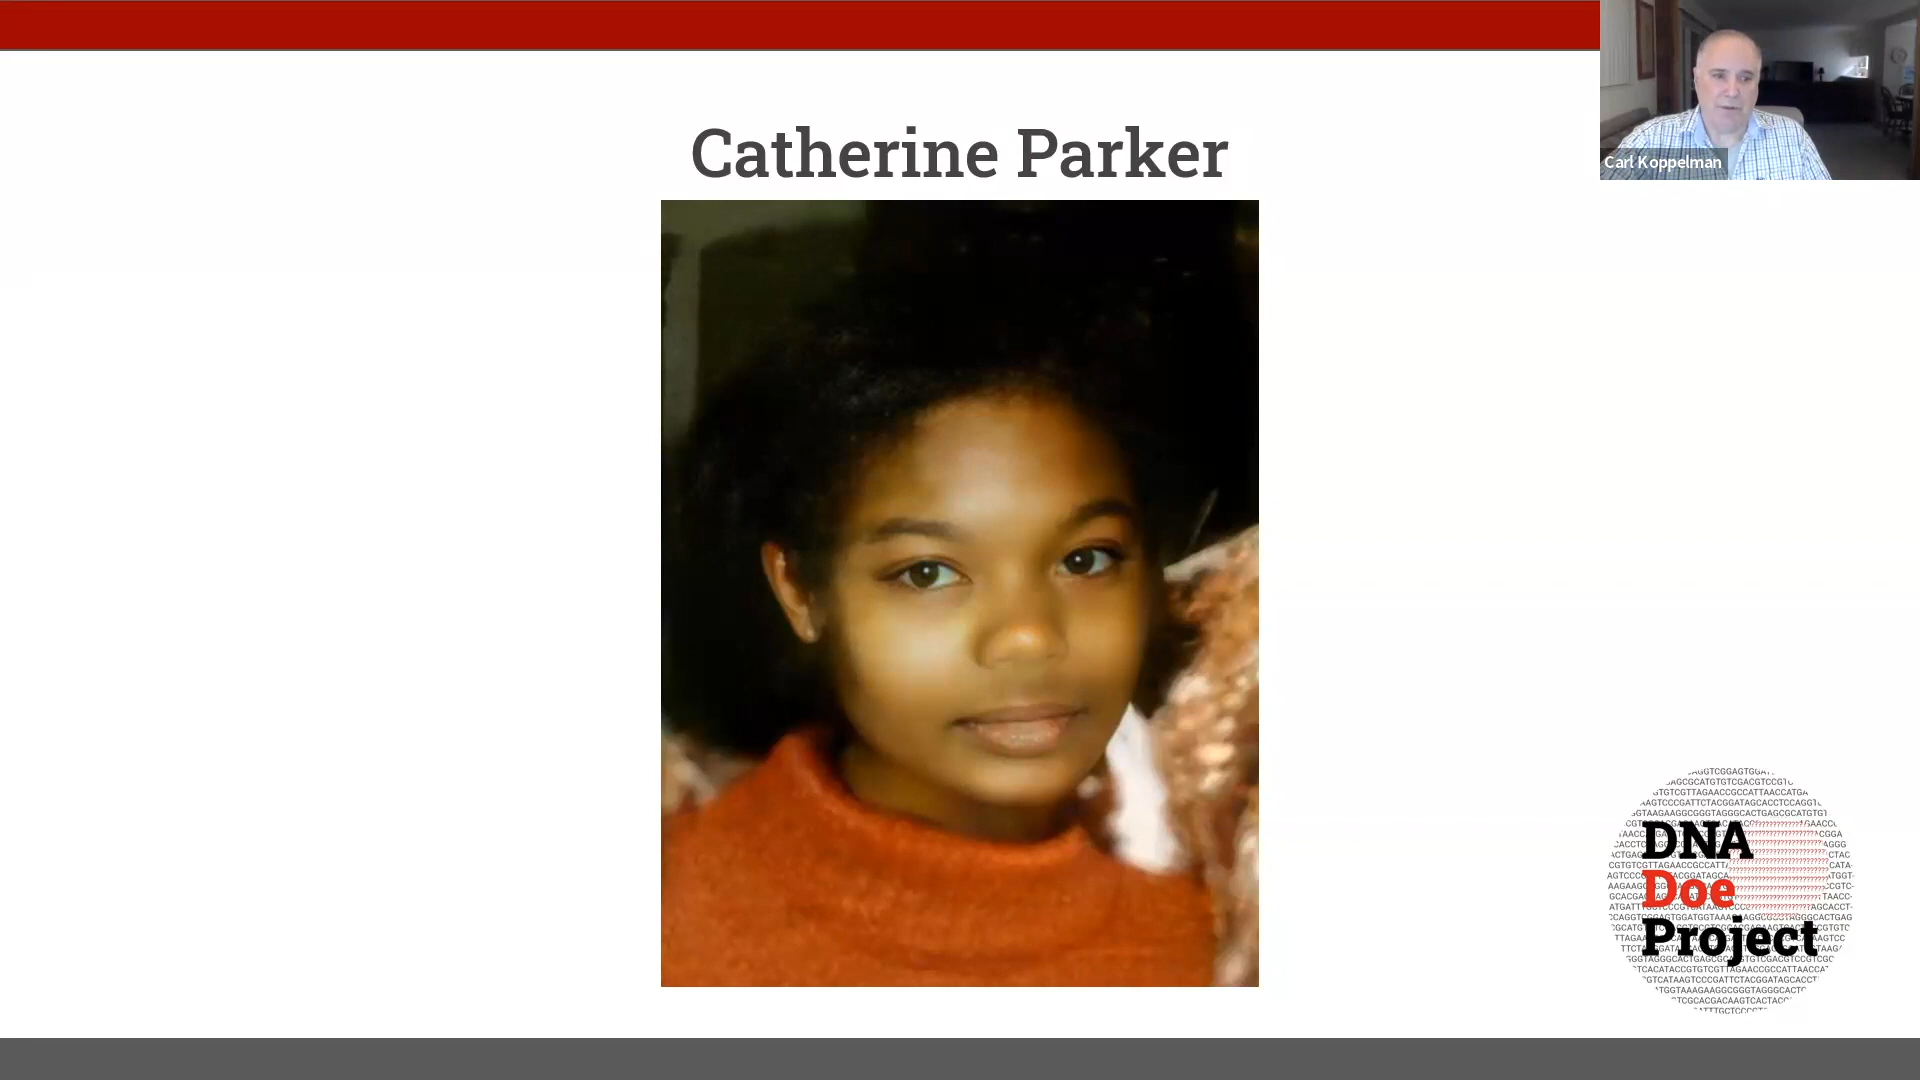 Catherine Parker
Carl Koppelman
DNA
Doe
Project